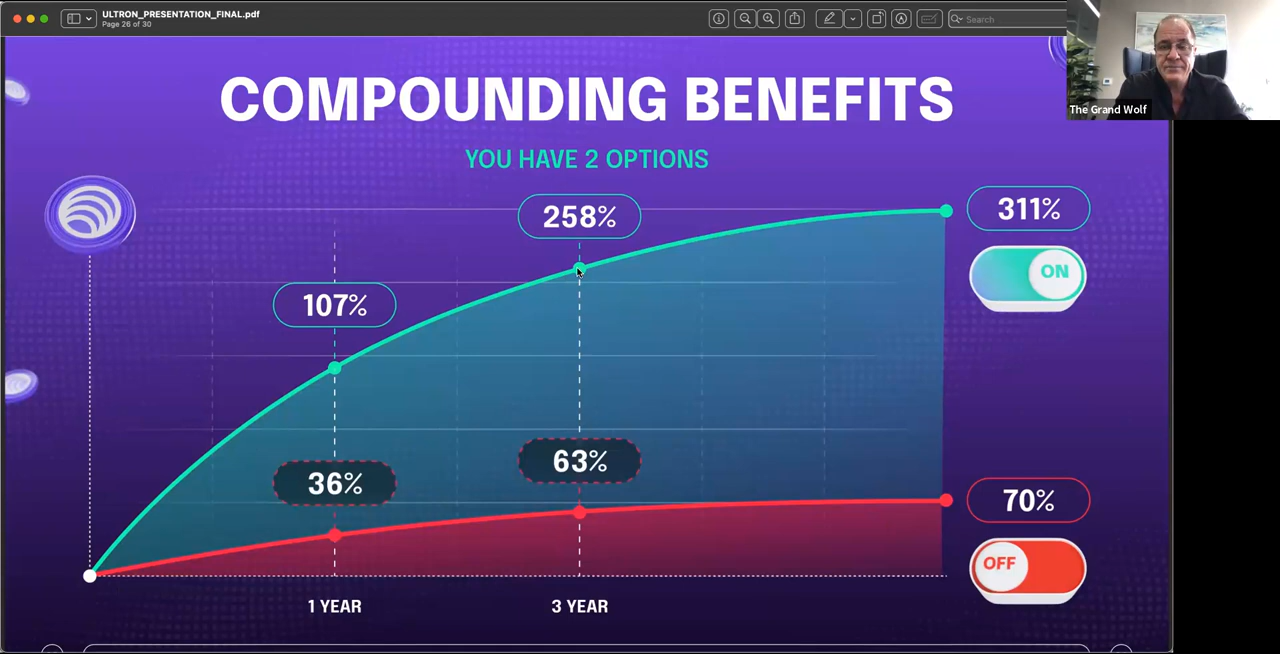 ULTRON_PRESENTATION_FINAL.pdf
Page 26 of 30
Search
The Grand Wolf
COMPOUNDING BENEFITS
YOU HAVE 2 OPTIONS
258%
311%
ON
107%
63%
36%
70%
OFF
1 YEAR
3 YEAR